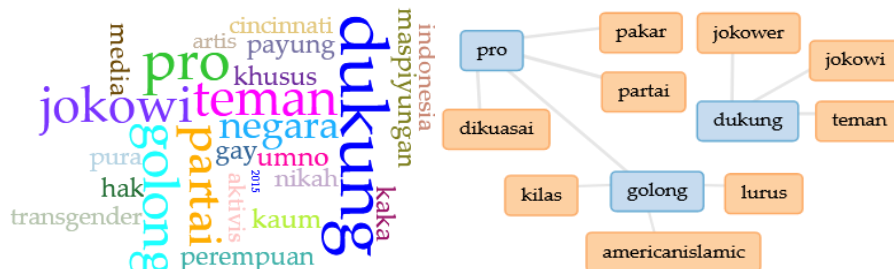 cincinnati
maspiyungan
indonesia
dukung
media
artis
payung
pro
khusus
jokowi
teman
golong
partai
negara
pura
gay
umno
hak
aktivis
2015
nikah
kaka
transgender
kaum
perempuan
pro
pakar
jokower
jokowi
partai
dikuasai
dukung
teman
kilas
golong
lurus
americanislamic